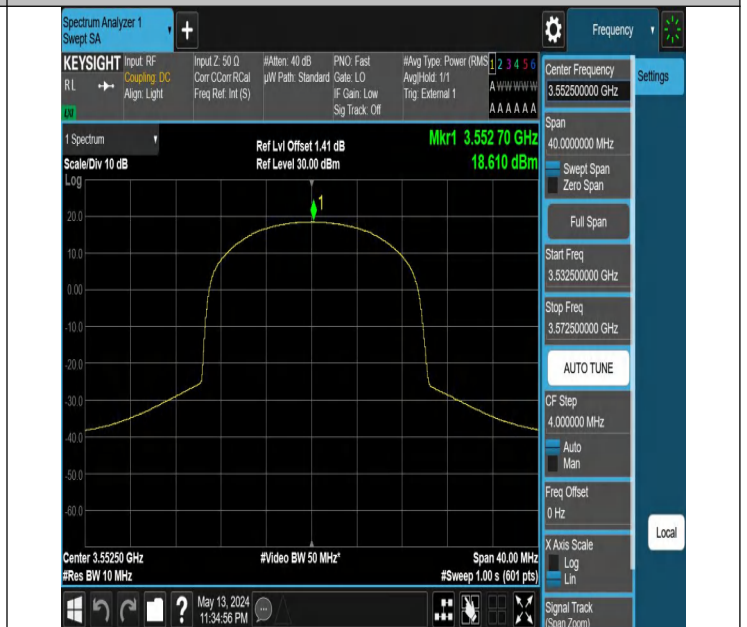 Spectrum Analyzer 1
Swept SA
Frequency
KEYSIGHT
RL
Input: RF
Coupling: DC
Align: Light
Input Z: 50 Ω
Corr CCorr RCal
Freq Ref: Int (S)
#Atten: 40 dB
µW Path: Standard
PNO: Fast
Gate: LO
IF Gain: Low
Sig Track: Off
#Avg Type: Power (RMS
Avg|Hold: 1/1
Trig: External 1
1 2 3 4 5 6
A W W W W W
A A A A A A
1 Spectrum
Scale/Div 10 dB
Log
Ref Lvl Offset 1.41 dB
Ref Level 30.00 dBm
Mkr1 3.552 70 GHz
18.610 dBm
1
20.0
10.0
0.00
-10.0
-20.0
-30.0
-40.0
-50.0
-60.0
Center 3.55250 GHz
#Res BW 10 MHz
#Video BW 50 MHz*
Span 40.00 MHz
#Sweep 1.00 s (601 pts)
Center Frequency
3.552500000 GHz
Settings
Span
40.0000000 MHz
Swept Span
Zero Span
Full Span
Start Freq
3.532500000 GHz
Stop Freq
3.572500000 GHz
AUTO TUNE
CF Step
4.000000 MHz
Auto
Man
Freq Offset
0 Hz
Local
X Axis Scale
Log
Lin
Signal Track
(Span Zoom)
?
May 13, 2024
11:34:56 PM